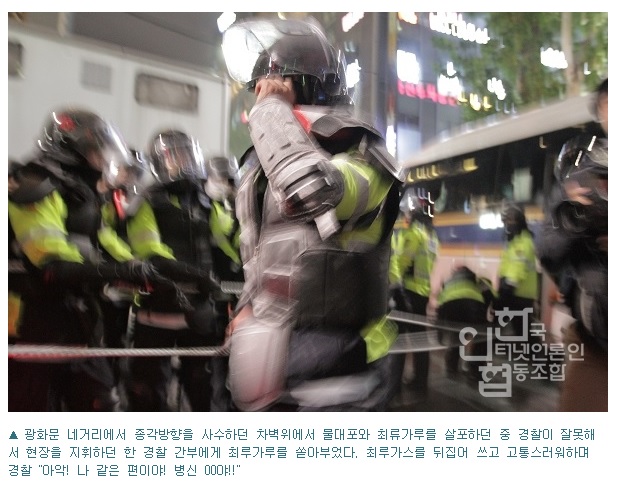 한국
인터넷언론인
협동조합
▲ 광화문 네거리에서 종각방향을 사수하던 차벽위에서 물대포와 최류가루를 살포하던 중 경찰이 잘못해
서 현장을 지휘하던 한 경찰 간부에게 최루가루를 쏟아부었다. 최루가스를 뒤집어 쓰고 고통스러워하며
경찰 "아악! 나 같은 편이야! 병신 000야!!"